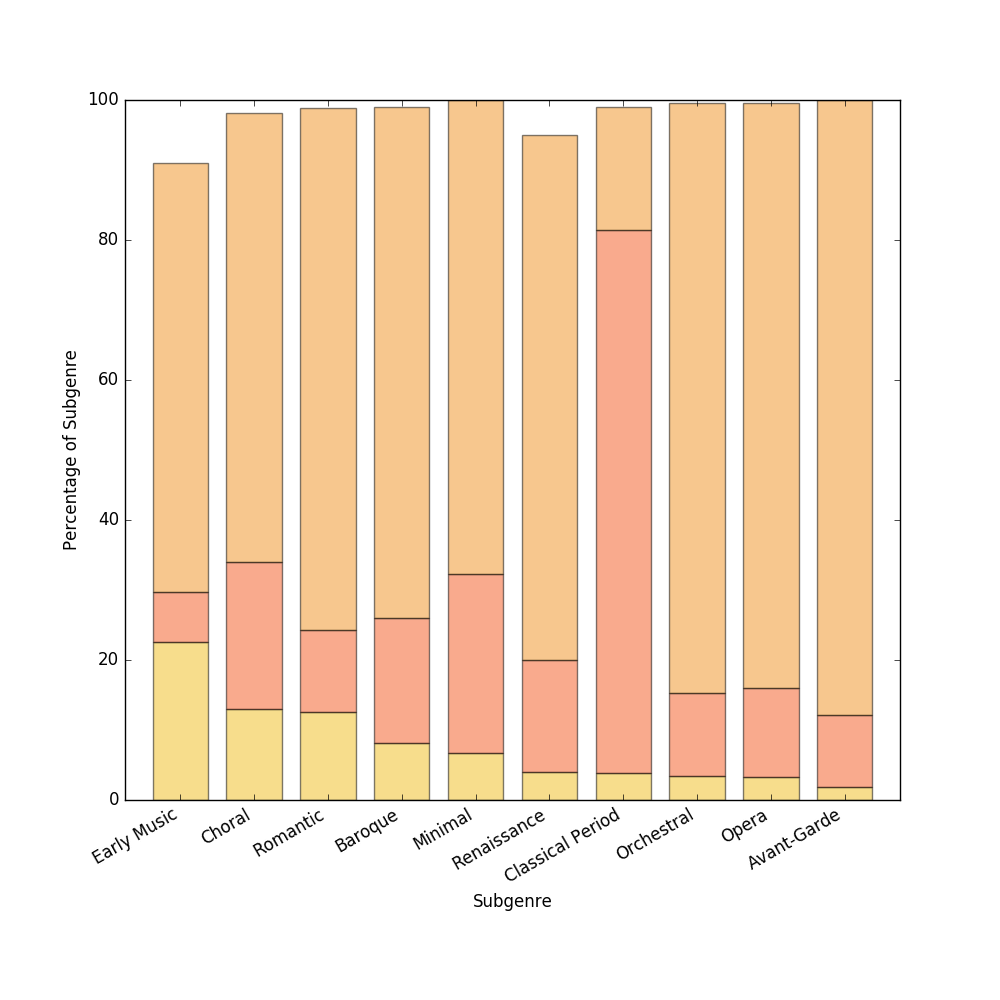 100
80
60
40
20
0
Percentage of Subgenre
Early Music
Choral
Romantic
Baroque
Minimal
Renaissance
Classical Period
Orchestral
Opera
Avant-Garde
Subgenre